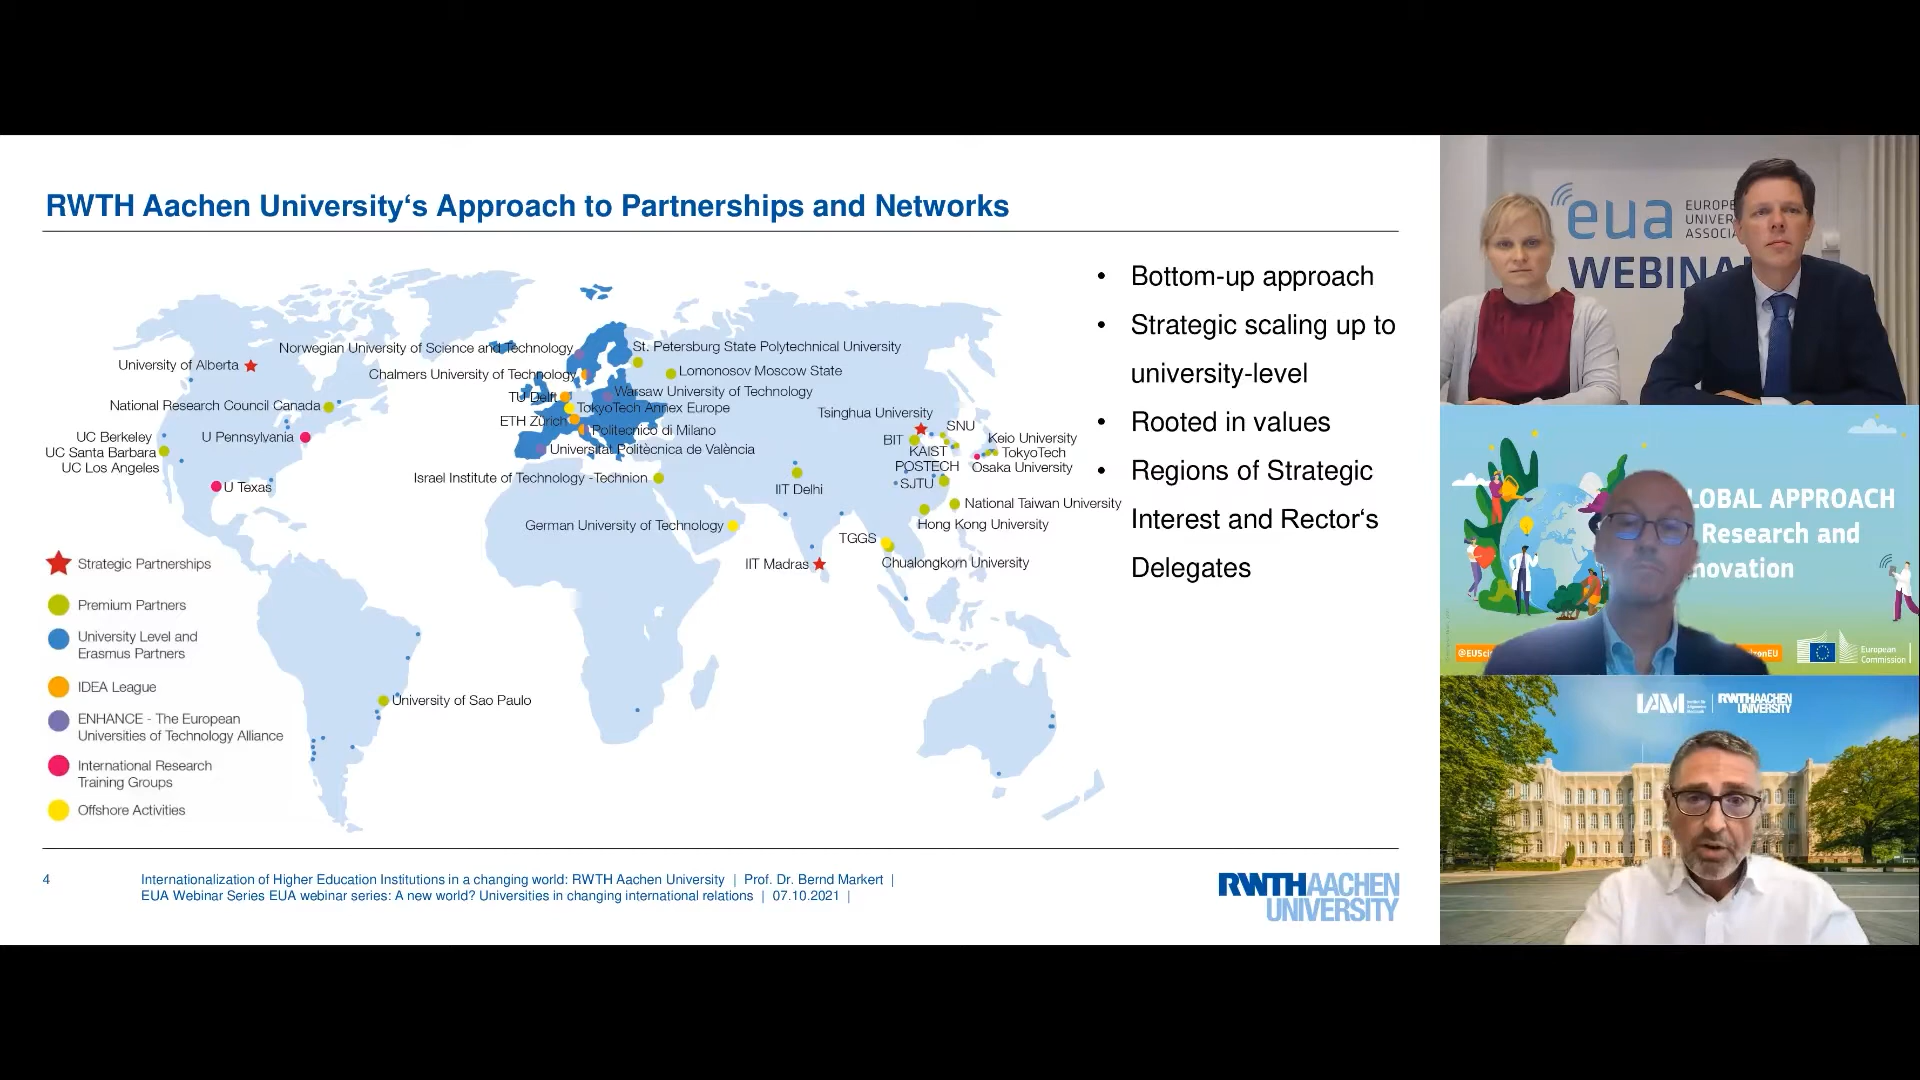 RWTH Aachen University‘s Approach to Partnerships and Networks
• Bottom-up approach
• Strategic scaling up to
university-level
• Rooted in values
• Regions of Strategic
Interest and Rector‘s
Delegates
Norwegian University of Science and Technology
St. Petersburg State Polytechnical University
University of Alberta
Chalmers University of Technology
Lomonosov Moscow State
TU Delft
Warsaw University of Technology
National Research Council Canada
TokyoTech Annex Europe
Tsinghua University
ETH Zürich
Politecnico di Milano
SNU
UC Berkeley
U Pennsylvania
BIT
Keio University
UC Santa Barbara
Universitat Politècnica de València
KAIST
TokyoTech
UC Los Angeles
POSTECH
Osaka University
Israel Institute of Technology -Technion
U Texas
IIT Delhi
SJTU
National Taiwan University
German University of Technology
Hong Kong University
TGGS
IIT Madras
Chualongkorn University
University of Sao Paulo
Strategic Partnerships
Premium Partners
University Level and
Erasmus Partners
IDEA League
ENHANCE - The European
Universities of Technology Alliance
International Research
Training Groups
Offshore Activities
4
Internationalization of Higher Education Institutions in a changing world: RWTH Aachen University | Prof. Dr. Bernd Markert |
EUA Webinar Series EUA webinar series: A new world? Universities in changing international relations | 07.10.2021 |
RWTHAACHEN
UNIVERSITY
eua
EUROPE
UNIVER
ASSOCIA
WEBINA
LOBAL APPROACH
Research and
novation
@EUSci
izonEU
European
Commission
IAM
RWTHAACHEN
UNIVERSITY